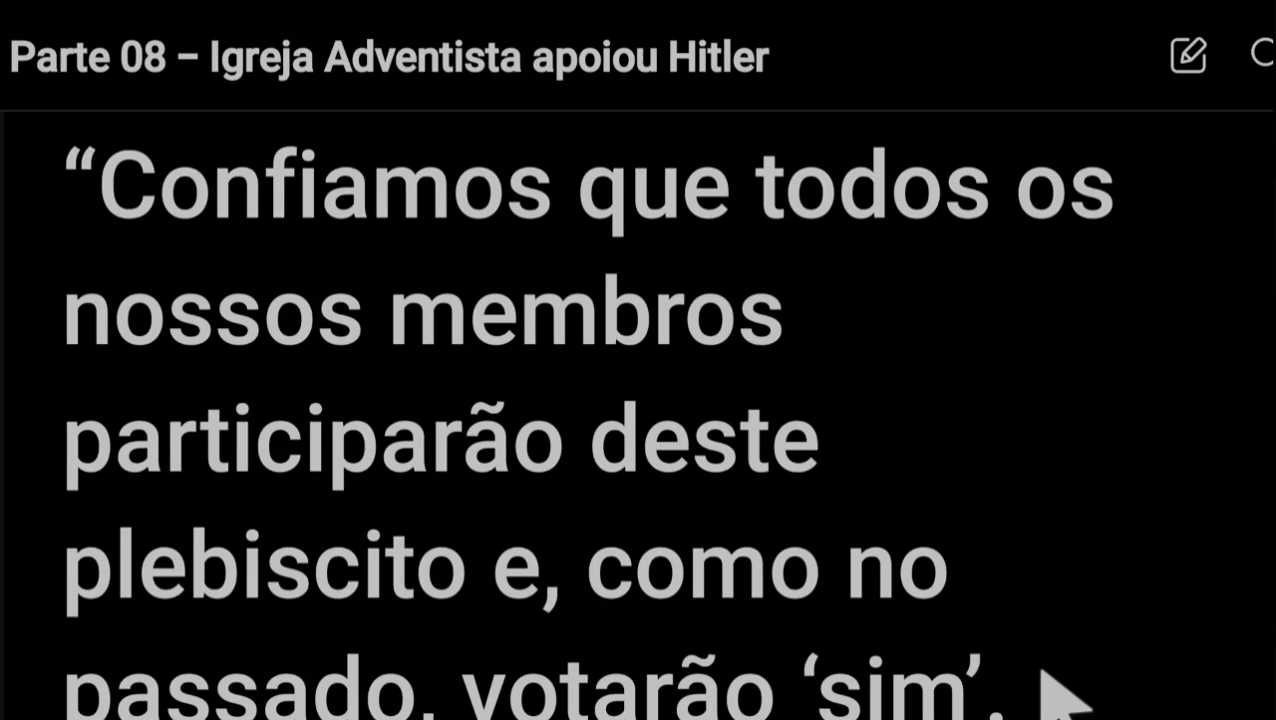 Parte 08 – Igreja Adventista apoiou Hitler
“Confiamos que todos os
nossos membros
participarão deste
plebiscito e, como no
passado, votarão ‘sim’.